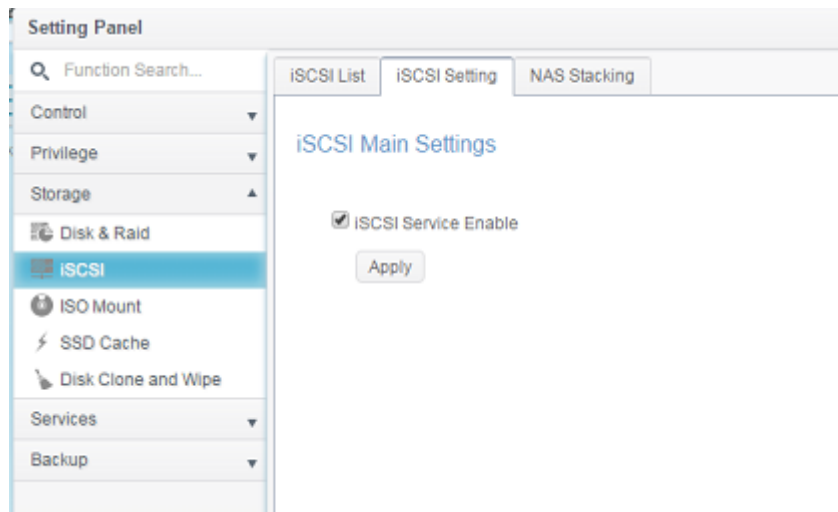 Setting Panel
Function Search...
Control
Privilege
Storage
Disk & Raid
iSCSI
ISO Mount
SSD Cache
Disk Clone and Wipe
Services
Backup
iSCSI List
iSCSI Setting
NAS Stacking
iSCSI Main Settings
iSCSI Service Enable
Apply